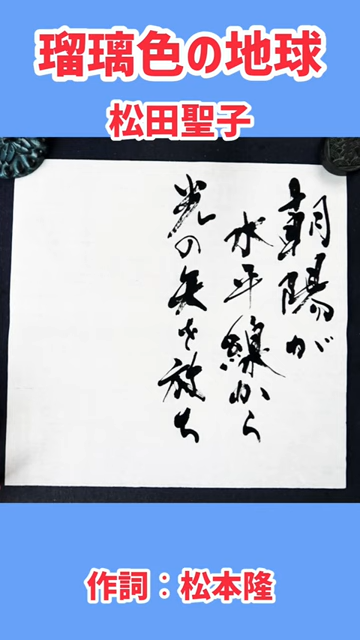 瑠璃色の地球
松田聖子
朝陽が
水平線から
光の矢を放ち
作詞：松本隆